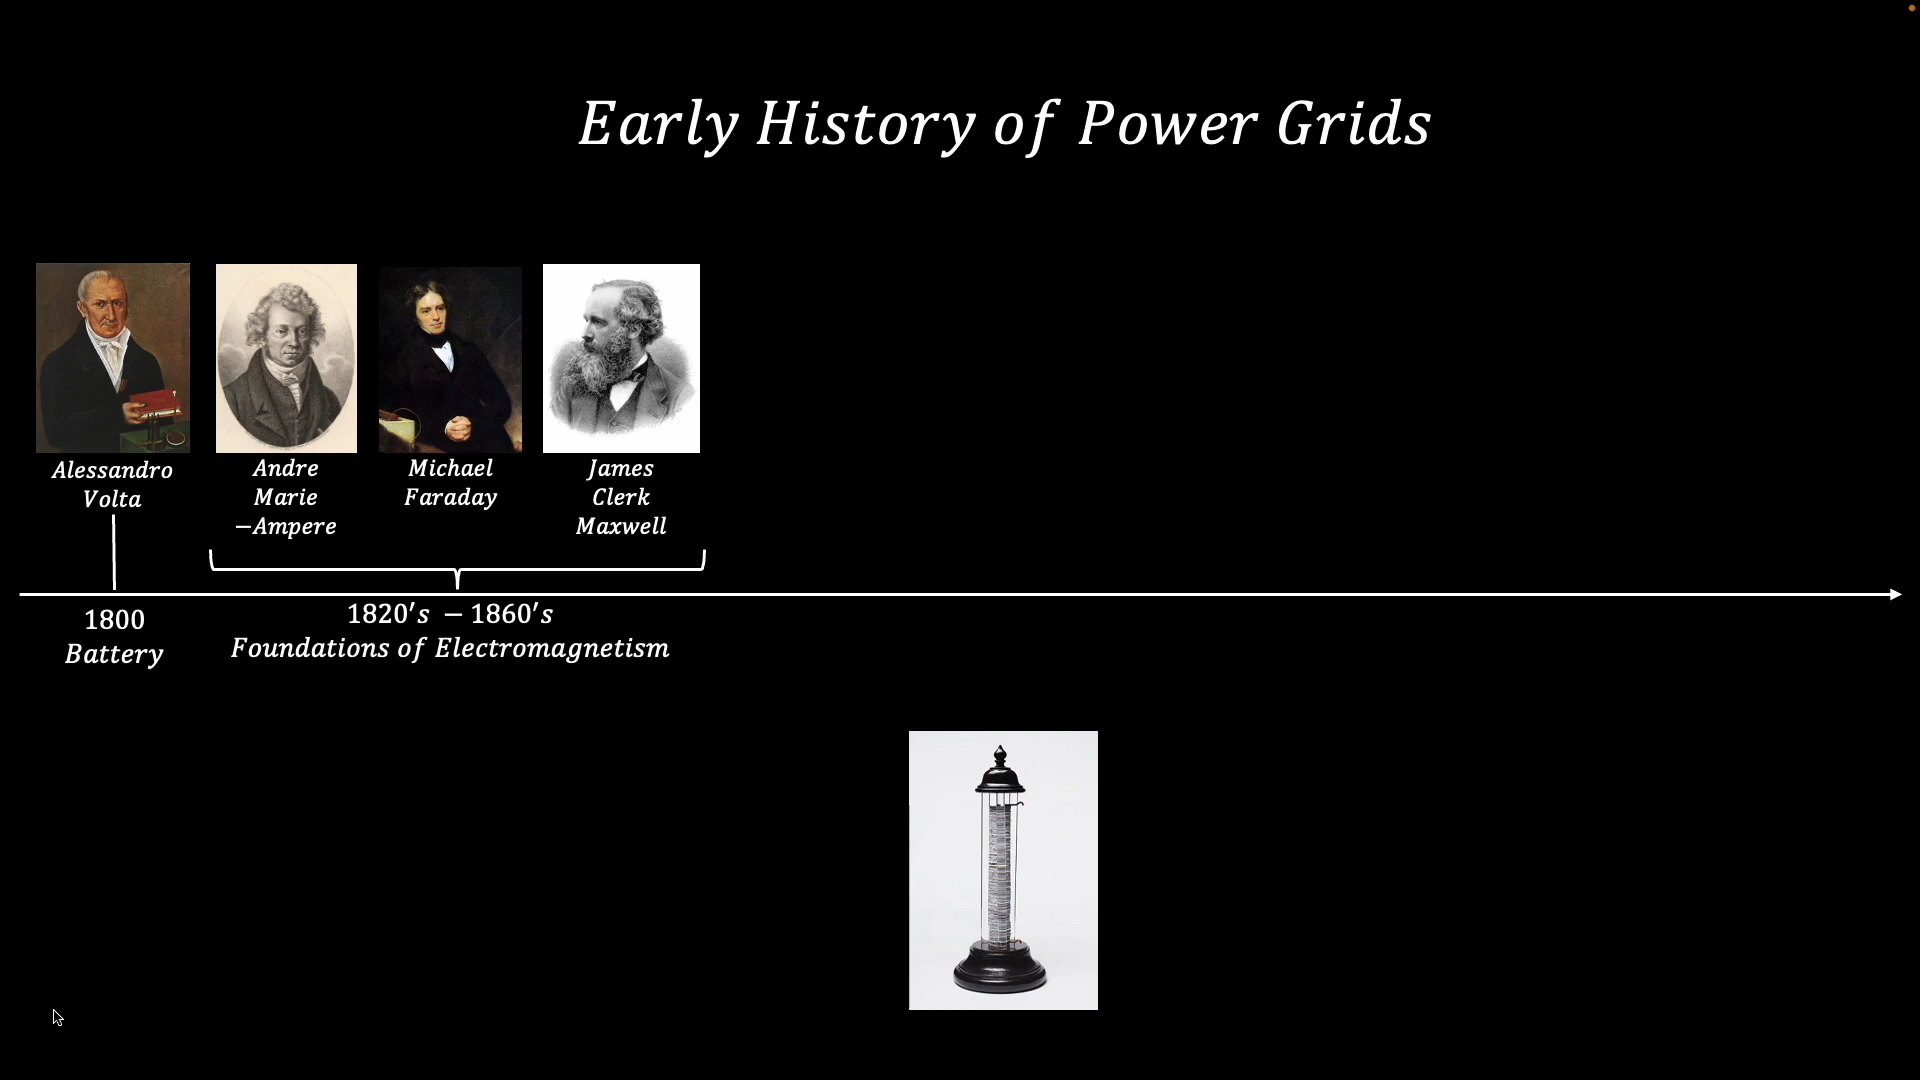 Early History of Power Grids
Alessandro
Volta
Andre
Marie
−Ampere
Michael
Faraday
James
Clerk
Maxwell
1800
Battery
1820′s − 1860′s
Foundations of Electromagnetism